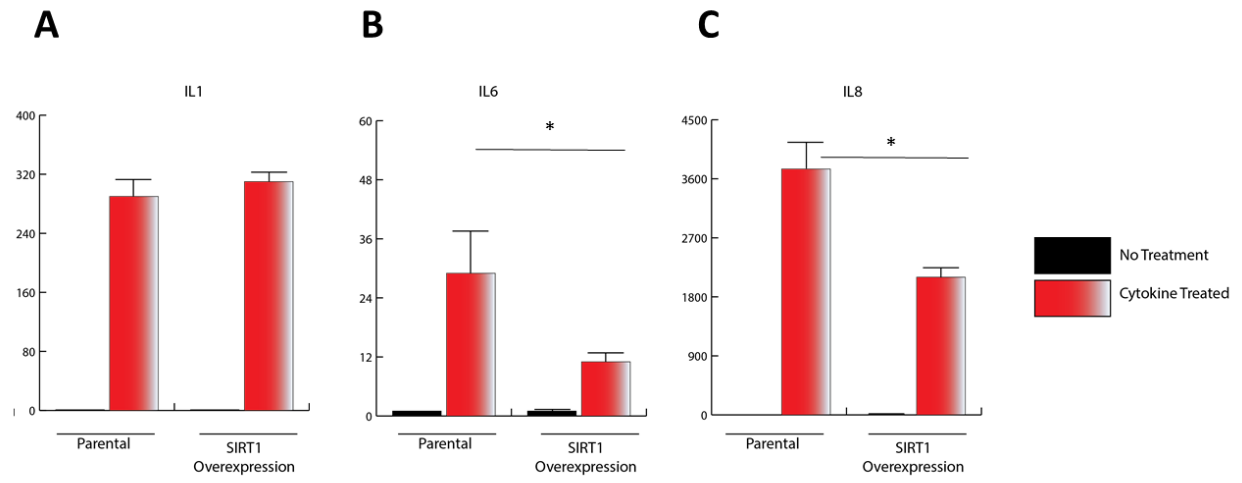 A
B
C
IL1
400
320
240
160
80
0
Parental
SIRT1
Overexpression
IL6
60
48
36
24
12
0
*
Parental
SIRT1
Overexpression
IL8
4500
3600
2700
1800
900
0
*
Parental
SIRT1
Overexpression
No Treatment
Cytokine Treated